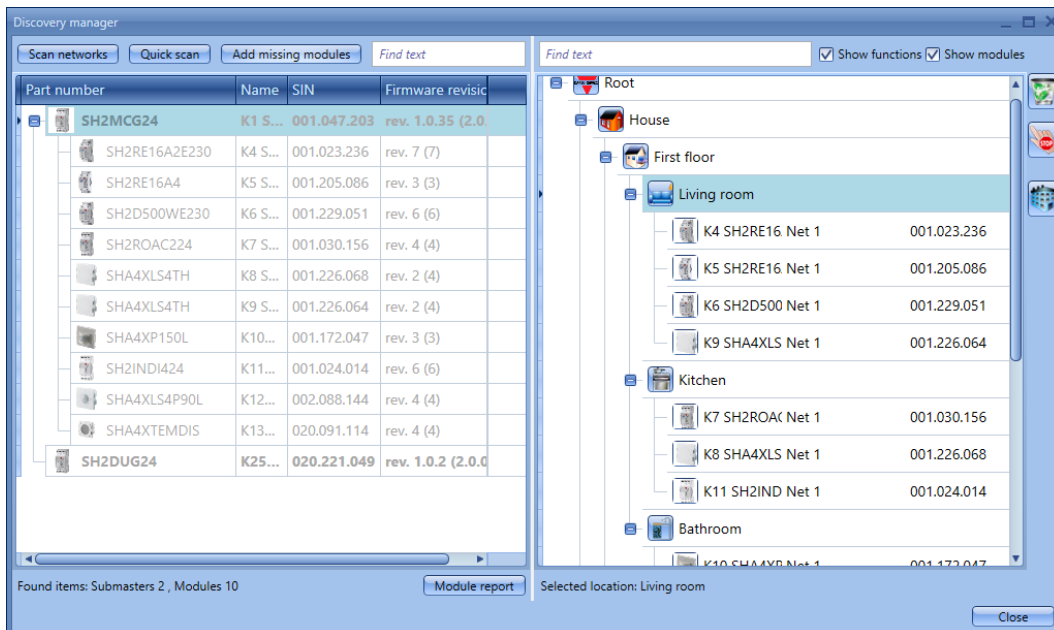 Discovery manager
Scan networks Quick scan Add missing modules Find text
Part number Name SIN Firmware revisic
SH2MCG24 K1 S... 001.047.203 rev. 1.0.35 (2.0.
SH2RE16A2E230 K4 S... 001.023.236 rev. 7 (7)
SH2RE16A4 K5 S... 001.205.086 rev. 3 (3)
SH2D500WE230 K6 S... 001.229.051 rev. 6 (6)
SH2ROAC224 K7 S... 001.030.156 rev. 4 (4)
SHA4XLS4TH K8 S... 001.226.068 rev. 2 (4)
SHA4XLS4TH K9 S... 001.226.064 rev. 2 (4)
SHA4XP150L K10... 001.172.047 rev. 3 (3)
SH2INDI424 K11... 001.024.014 rev. 6 (6)
SHA4XLS4P90L K12... 002.088.144 rev. 4 (4)
SHA4XTEMDIS K13... 020.091.114 rev. 4 (4)
SH2DUG24 K25... 020.221.049 rev. 1.0.2 (2.0.0
Found items: Submasters 2 , Modules 10 Module report
Find text Show functions Show modules
Root
House
First floor
Living room
K4 SH2RE16 Net 1 001.023.236
K5 SH2RE16 Net 1 001.205.086
K6 SH2D500 Net 1 001.229.051
K9 SHA4XLS Net 1 001.226.064
Kitchen
K7 SH2ROA( Net 1 001.030.156
K8 SHA4XLS Net 1 001.226.068
K11 SH2IND Net 1 001.024.014
Bathroom
K10 SHA4XP Net 1 001.172.047
Selected location: Living room
STOP
Close